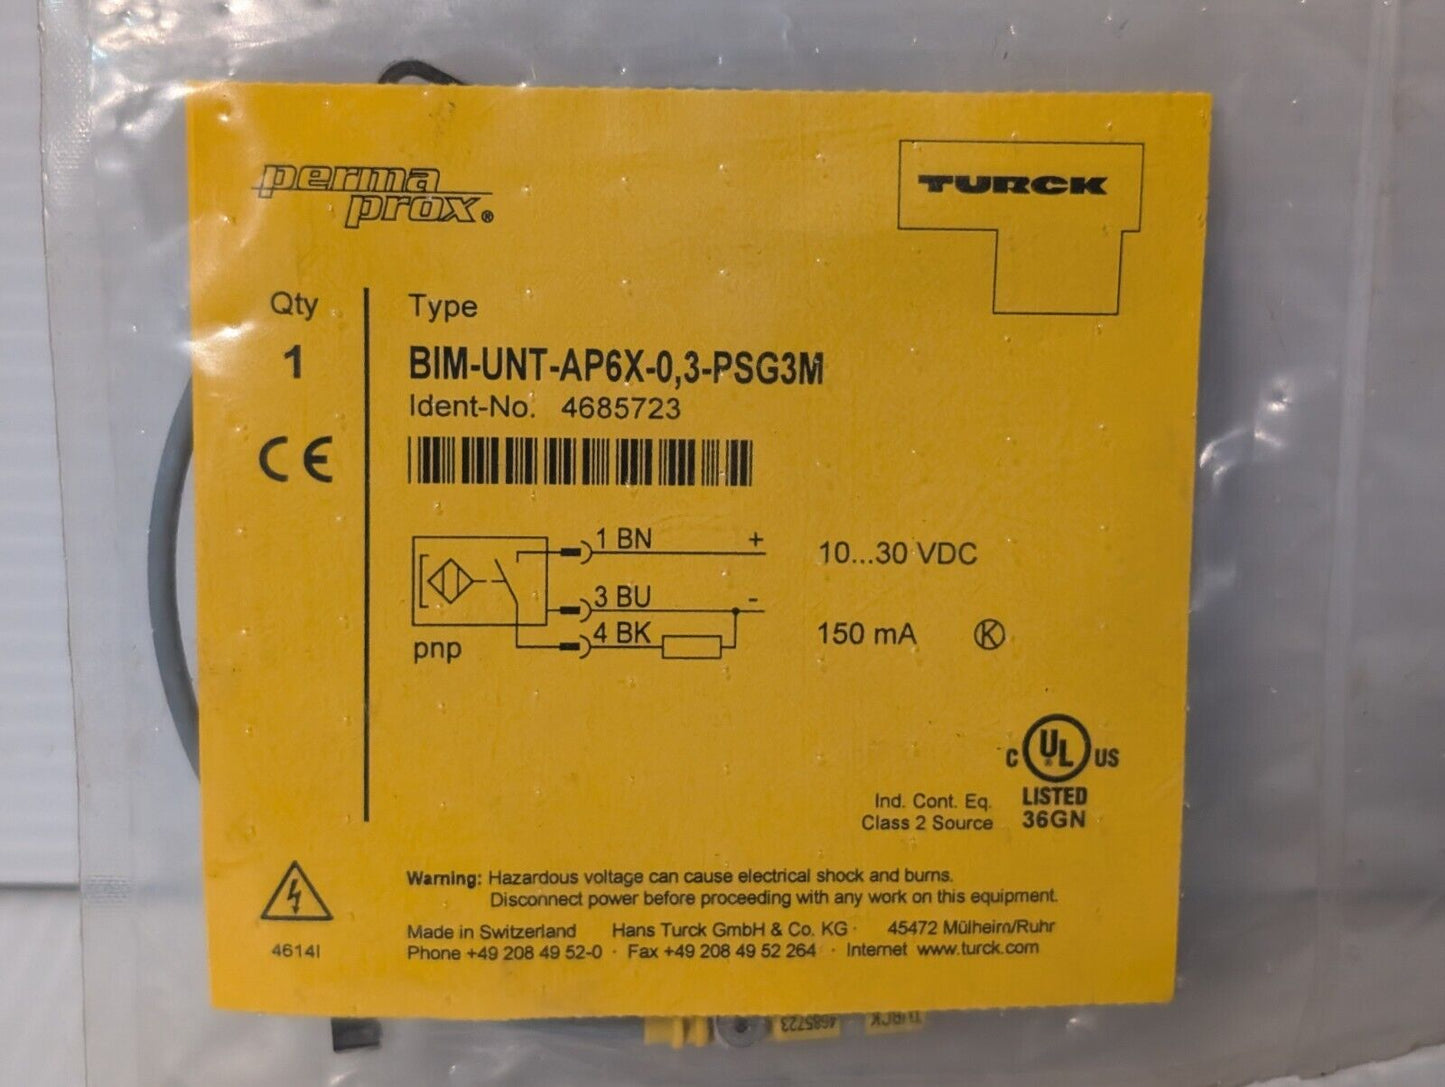 perma
prox®
TURCK
Qty
Type
1
BIM-UNT-AP6X-0,3-PSG3M
Ident-No. 4685723
CE
1 BN +
10...30 VDC
3 BU -
4 BK
150 mA K
pnp
C UL® US
LISTED
36GN
Ind. Cont. Eq.
Class 2 Source
Warning: Hazardous voltage can cause electrical shock and burns.
Disconnect power before proceeding with any work on this equipment.
4614I
Made in Switzerland Hans Turck GmbH & Co. KG · 45472 Mülheim/Ruhr
Phone +49 208 49 52-0 · Fax +49 208 49 52 264 · Internet www.turck.com
4685723 TURCK